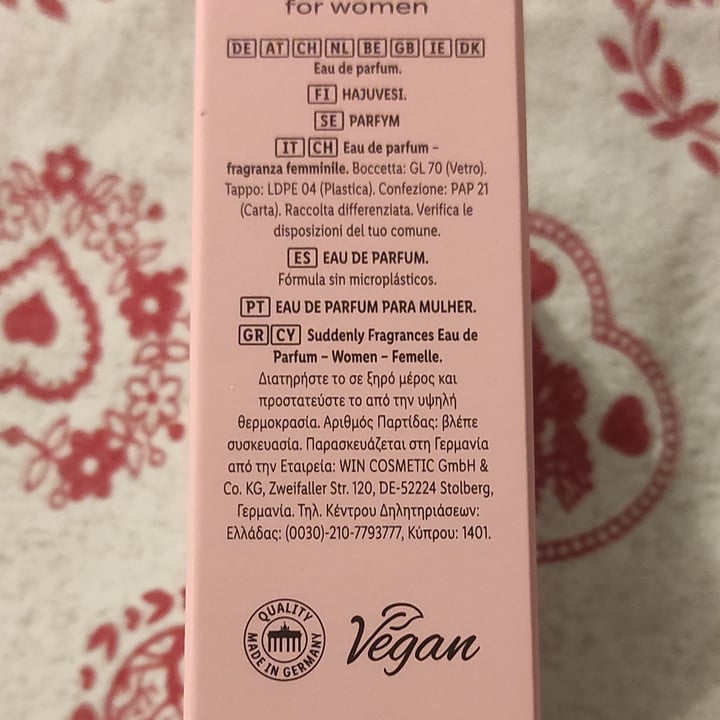 for women
DE AT CH NL BE GB IE DK
Eau de parfum.
FI HAJUVESI.
SE PARFYM
IT CH Eau de parfum –
fragranza femminile. Boccetta: GL 70 (Vetro).
Tappo: LDPE 04 (Plastica). Confezione: PAP 21
(Carta). Raccolta differenziata. Verifica le
disposizioni del tuo comune.
ES EAU DE PARFUM.
Fórmula sin microplásticos.
PT EAU DE PARFUM PARA MULHER.
GR CY Suddenly Fragrances Eau de
Parfum – Women – Femelle.
Διατηρήστε το σε ξηρό μέρος και
προστατεύστε το από την υψηλή
θερμοκρασία. Αριθμός Παρτίδας: βλέπε
συσκευασία. Παρασκευάζεται στη Γερμανία
από την Εταιρεία: WIN COSMETIC GmbH &
Co. KG, Zweifaller Str. 120, DE-52224 Stolberg,
Γερμανία. Τηλ. Κέντρου Δηλητηριάσεων:
Ελλάδας: (0030)-210-7793777, Κύπρου: 1401.
QUALITY
MADE IN GERMANY
Vegan